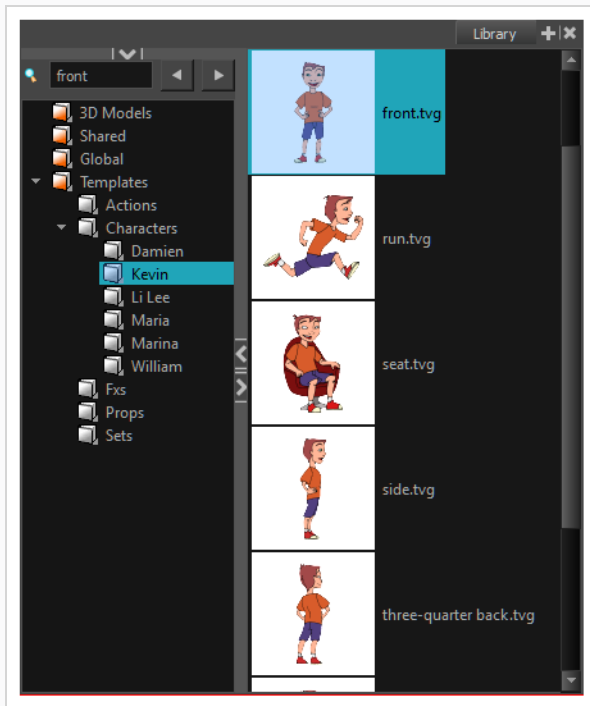 Library
front
3D Models
Shared
Global
Templates
Actions
Characters
Damien
Kevin
Li Lee
Maria
Marina
William
Fxs
Props
Sets
front.tvg
run.tvg
seat.tvg
side.tvg
three-quarter back.tvg